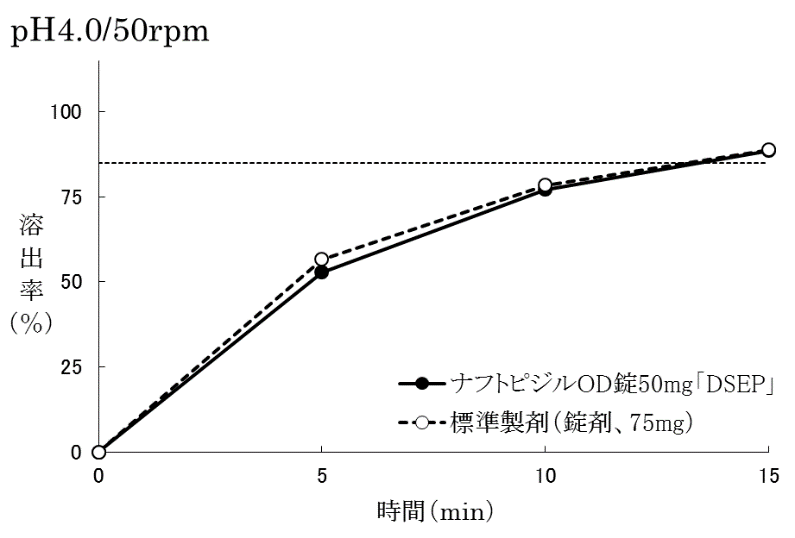 pH4.0/50rpm
100
75
50
25
0
溶出率(%)
ナフトピジルOD錠50mg「DSEP」
標準製剤(錠剤、75mg)
0 5 10 15
時間(min)